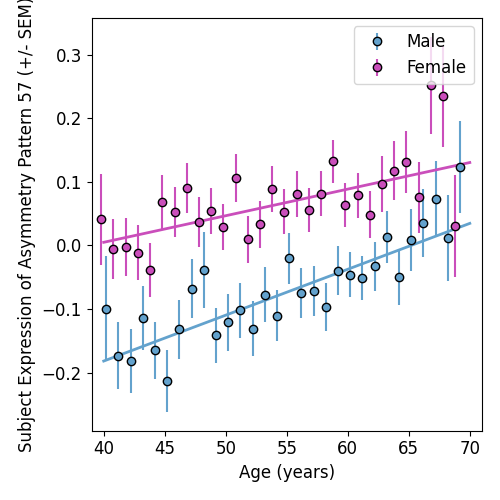 Male
Female
0.3
0.2
0.1
0.0
−0.1
−0.2
40 45 50 55 60 65 70
Age (years)
Subject Expression of Asymmetry Pattern 57 (+/- SEM)